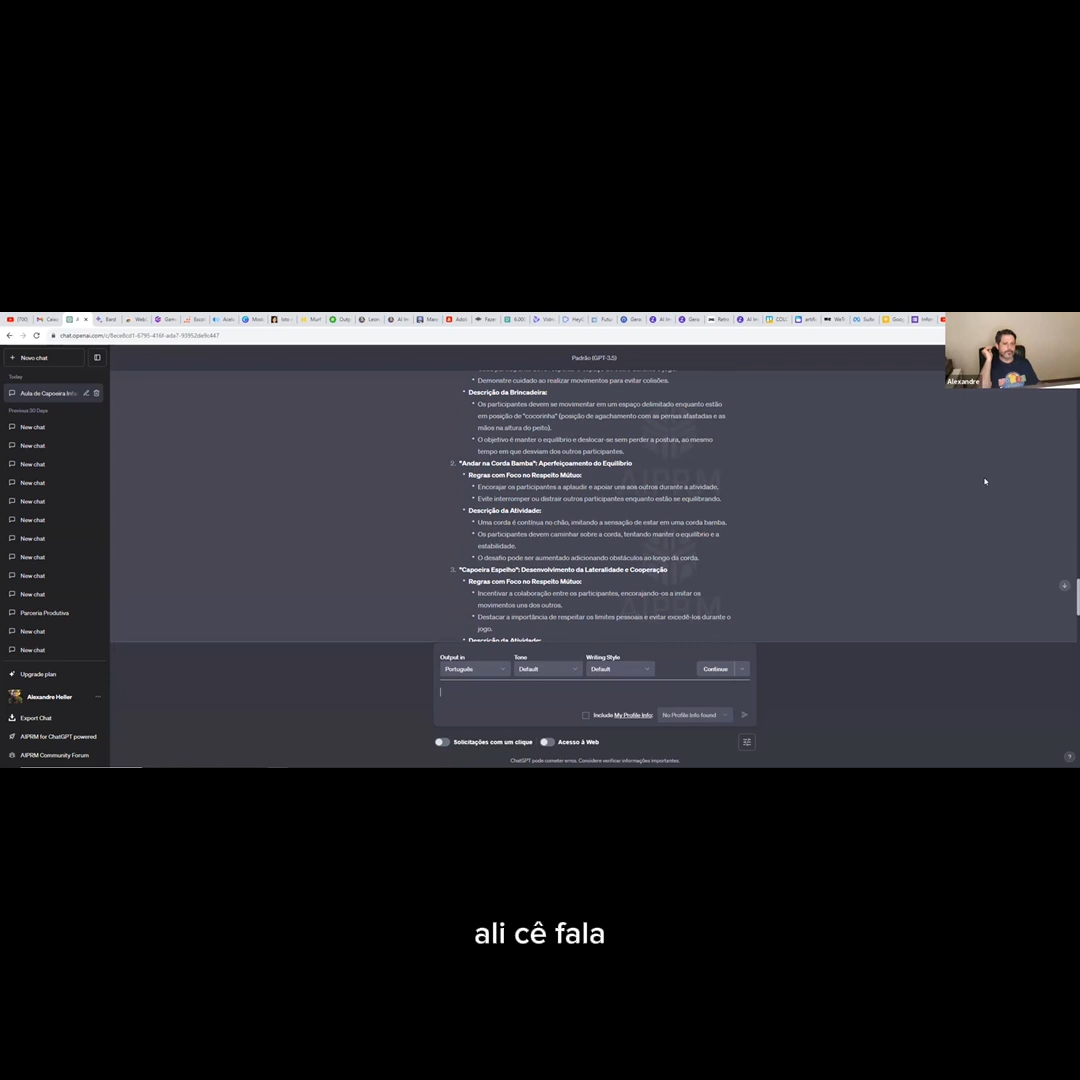 chat.openai.com/c/
Novo chat
Padrão (GPT-3.5)
Today
Aula de Capoeira Infa
Previous 30 Days
New chat
New chat
New chat
New chat
New chat
New chat
New chat
New chat
New chat
New chat
Parceria Produtiva
New chat
New chat
Upgrade plan
Alexandre Heller
Export Chat
AIPRM for ChatGPT powered
AIPRM Community Forum
Demonstre cuidado ao realizar movimentos para evitar colisões.
Descrição da Brincadeira:
Os participantes devem se movimentar em um espaço delimitado enquanto estão
em posição de "cocorinha" (posição de agachamento com as pernas afastadas e as
mãos na altura do peito).
O objetivo é manter o equilíbrio e deslocar-se sem perder a postura, ao mesmo
tempo em que desviam dos outros participantes.
2. "Andar na Corda Bamba": Aperfeiçoamento do Equilíbrio
Regras com Foco no Respeito Mútuo:
Encorajar os participantes a aplaudir e apoiar uns aos outros durante a atividade.
Evite interromper ou distrair outros participantes enquanto estão se equilibrando.
Descrição da Atividade:
Uma corda é contínua no chão, imitando a sensação de estar em uma corda bamba.
Os participantes devem caminhar sobre a corda, tentando manter o equilíbrio e a
estabilidade.
O desafio pode ser aumentado adicionando obstáculos ao longo da corda.
3. "Capoeira Espelho": Desenvolvimento da Lateralidade e Cooperação
Regras com Foco no Respeito Mútuo:
Incentivar a colaboração entre os participantes, encorajando-os a imitar os
movimentos uns dos outros.
Destacar a importância de respeitar os limites pessoais e evitar excedê-los durante o
jogo.
Descrição da Atividade:
AIPRM
AIPRM
Output in Tone Writing Style
Português Default Default Continue
Include My Profile Info: No Profile Info found
Solicitações com um clique Acesso à Web
ChatGPT pode cometer erros. Considere verificar informações importantes.
Alexandre
ali cê fala